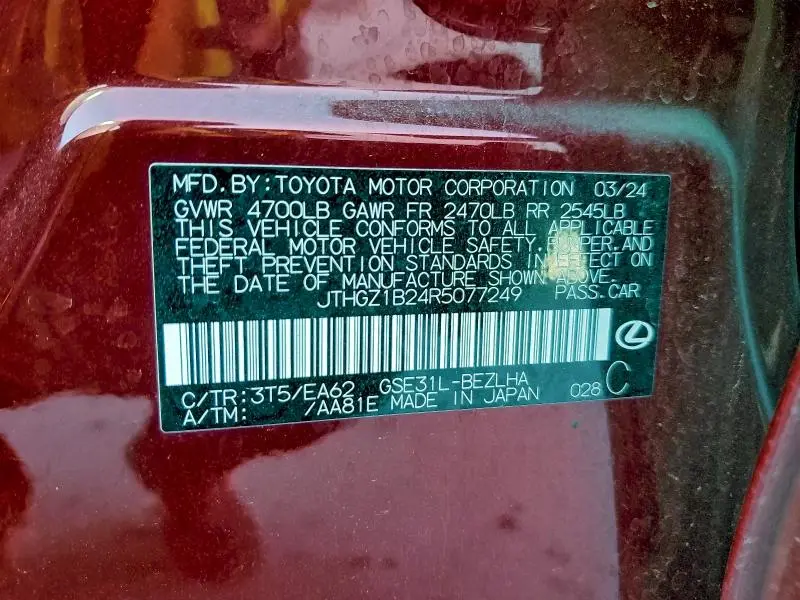 MFD.BY:TOYOTA MOTOR CORPORATION 03/24
GVWR 4700LB GAWR FR 2470LB RR 2545LB
THIS VEHICLE CONFORMS TO ALL APPLICABLE
FEDERAL MOTOR VEHICLE SAFETY,BUMPER,AND
THEFT PREVENTION STANDARDS IN EFFECT ON
THE DATE OF MANUFACTURE SHOWN ABOVE.
JTHGZ1B24R5077249 PASS.CAR
C/TR:3T5/EA62 GSE31L-BEZLHA
A/TM: /AA81E MADE IN JAPAN 028 C